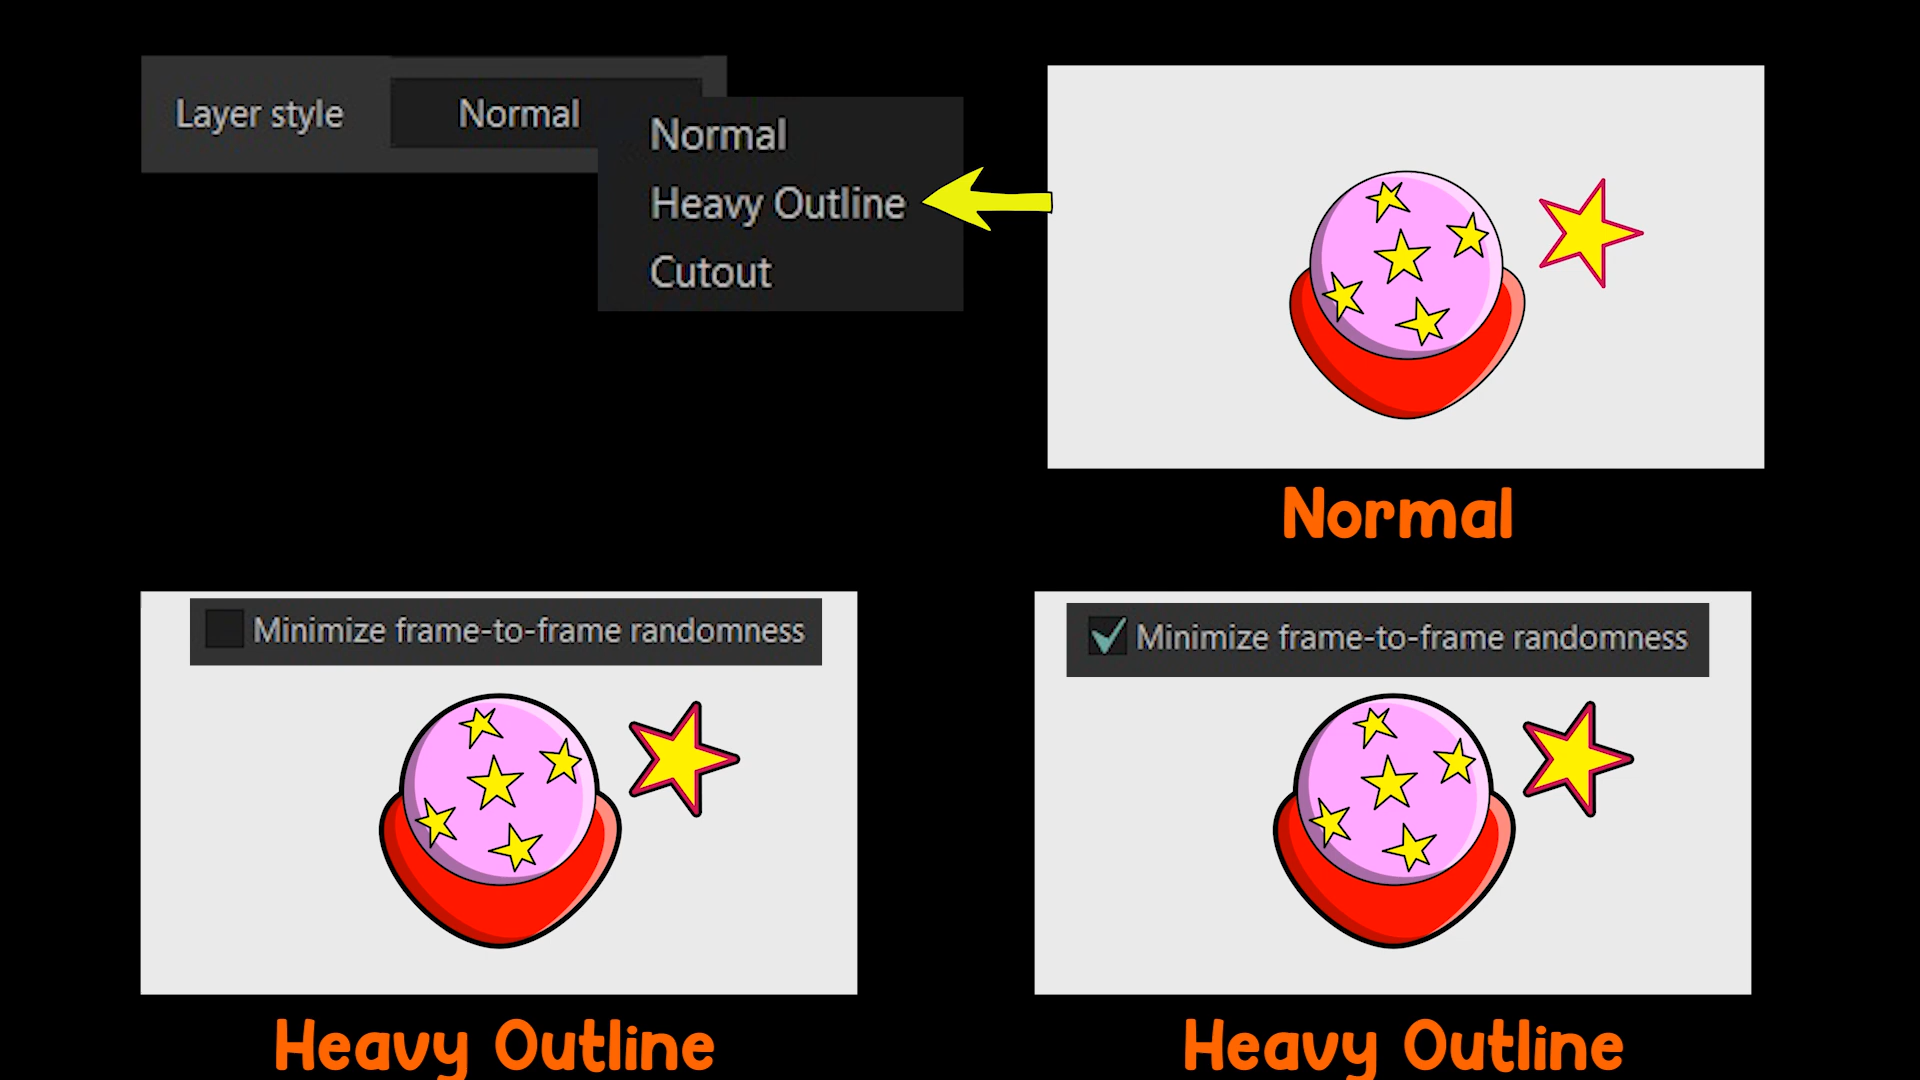 Layer style
Normal
Normal
Heavy Outline
Cutout
Normal
Minimize frame-to-frame randomness
Minimize frame-to-frame randomness
Heavy Outline
Heavy Outline